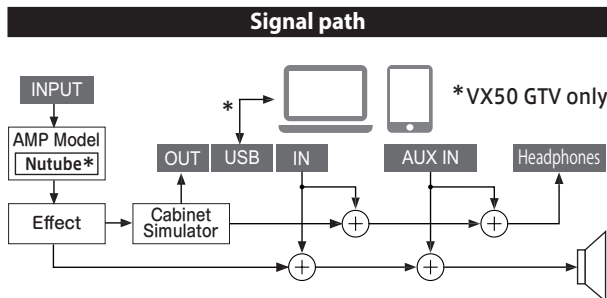 Signal path
INPUT
*
*VX50 GTV only
AMP Model
Nutube*
OUT
USB
IN
AUX IN
Headphones
Effect
Cabinet
Simulator
+
+
+
+